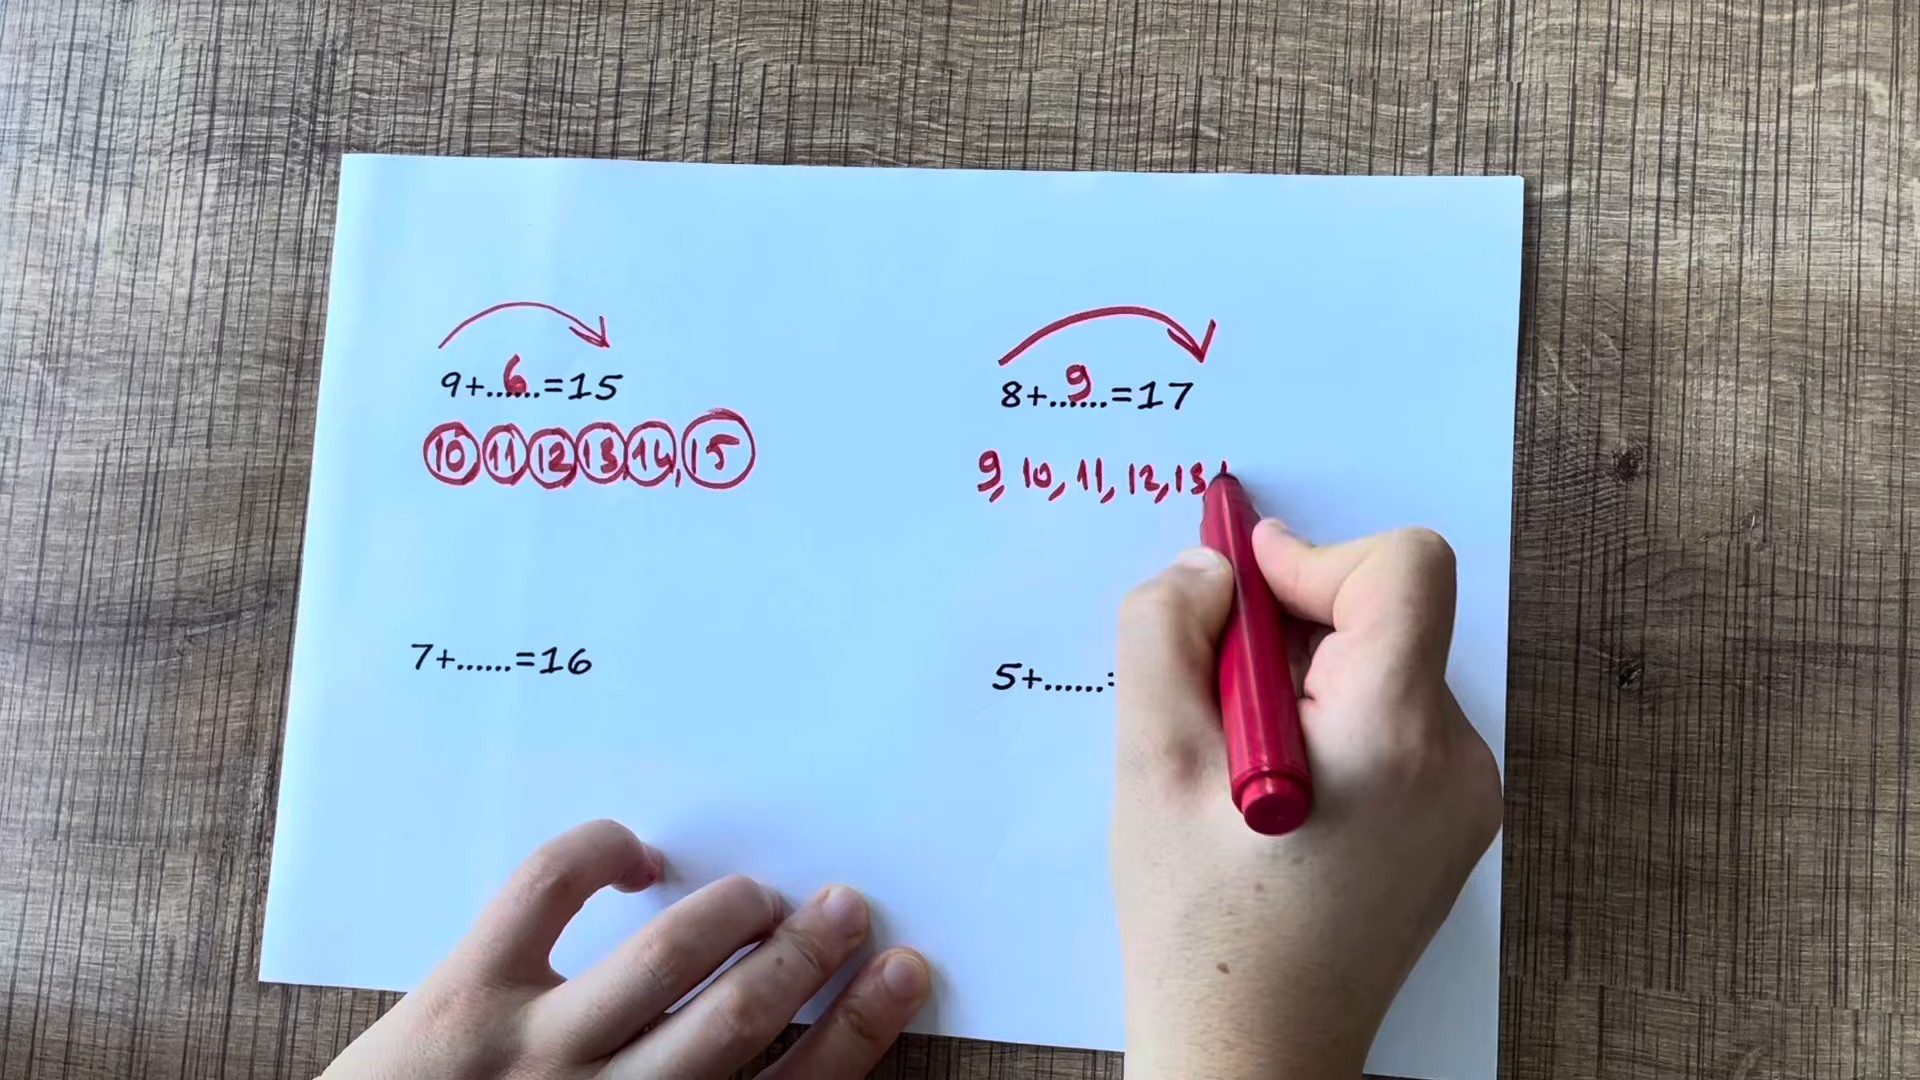 9+...6...=15
10 11 12 13 14, 15
8+...9...=17
9, 10, 11, 12, 13
7+......=16
5+......